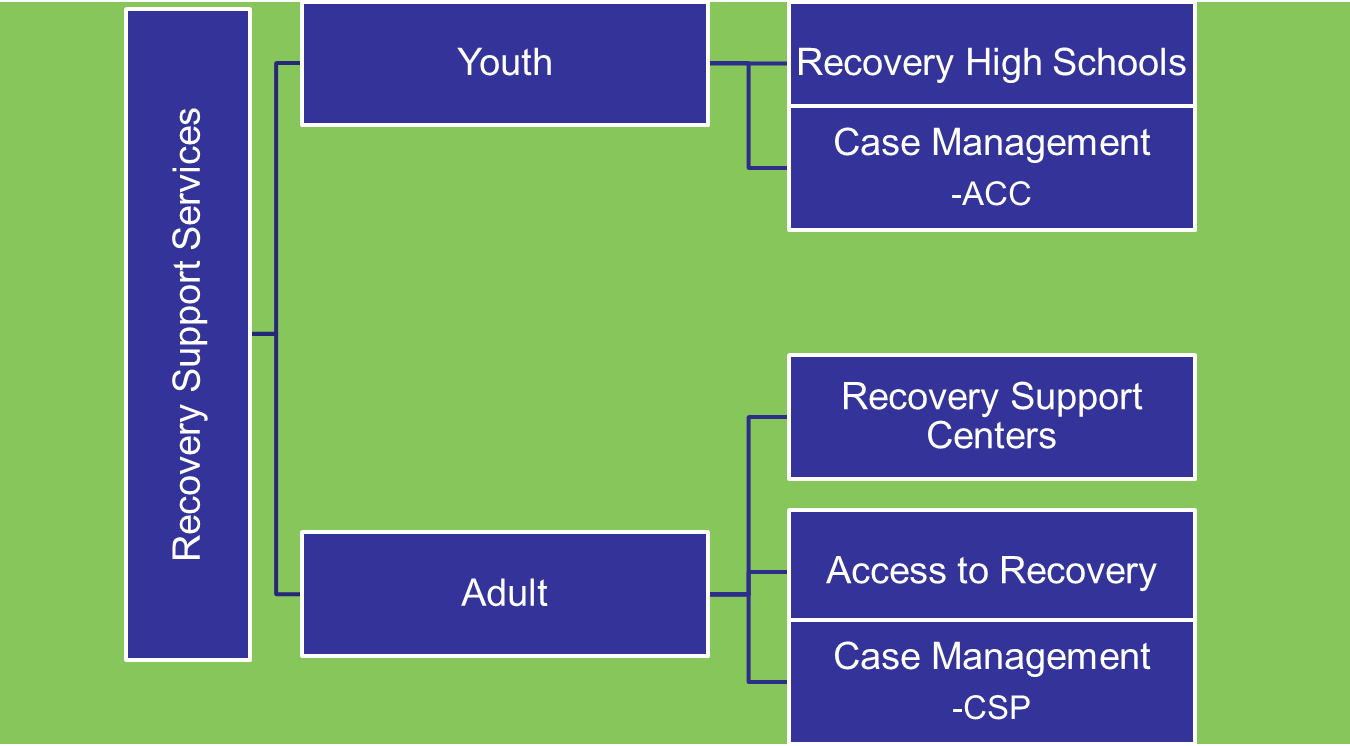 Recovery Support Services
Youth
Recovery High Schools
Case Management
-ACC
Adult
Recovery Support
Centers
Access to Recovery
Case Management
-CSP